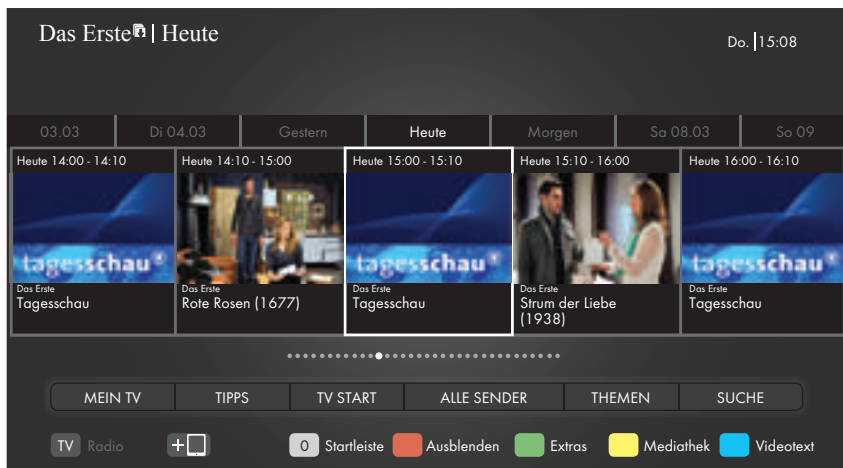 Das Erste | Heute
Do. 15:08
03.03 Di 04.03 Gestern Heute Morgen Sa 08.03 So 09
Heute 14:00 - 14:10 Heute 14:10 - 15:00 Heute 15:00 - 15:10 Heute 15:10 - 16:00 Heute 16:00 - 16:10
tagesschau tagesschau tagesschau
Das Erste Das Erste Das Erste Das Erste Das Erste
Tagesschau Rote Rosen (1677) Tagesschau Strum der Liebe Tagesschau
(1938)
MEIN TV TIPPS TV START ALLE SENDER THEMEN SUCHE
TV Radio + 0 Startleiste Ausblenden Extras Mediathek Videotext